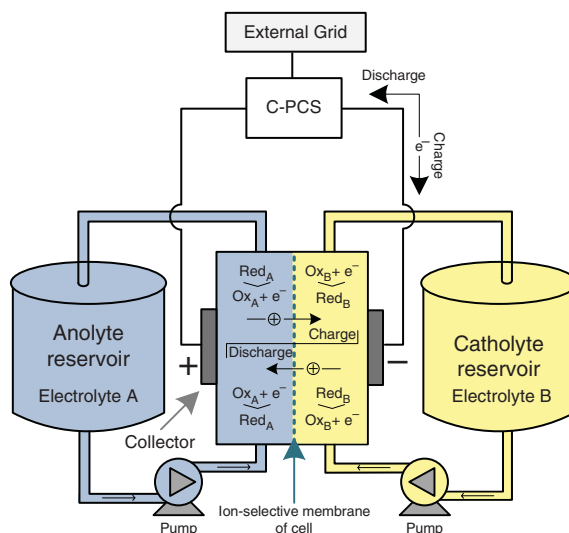 External Grid
Discharge
C-PCS
e⁻
Charge
Red_A
Ox_A + e⁻
Ox_B + e⁻
Red_B
⊕
Charge
Discharge
⊕
Ox_A + e⁻
Red_A
Red_B
Ox_B + e⁻
+
−
Anolyte
reservoir
Electrolyte A
Catholyte
reservoir
Electrolyte B
Collector
Pump
Ion-selective membrane
of cell
Pump